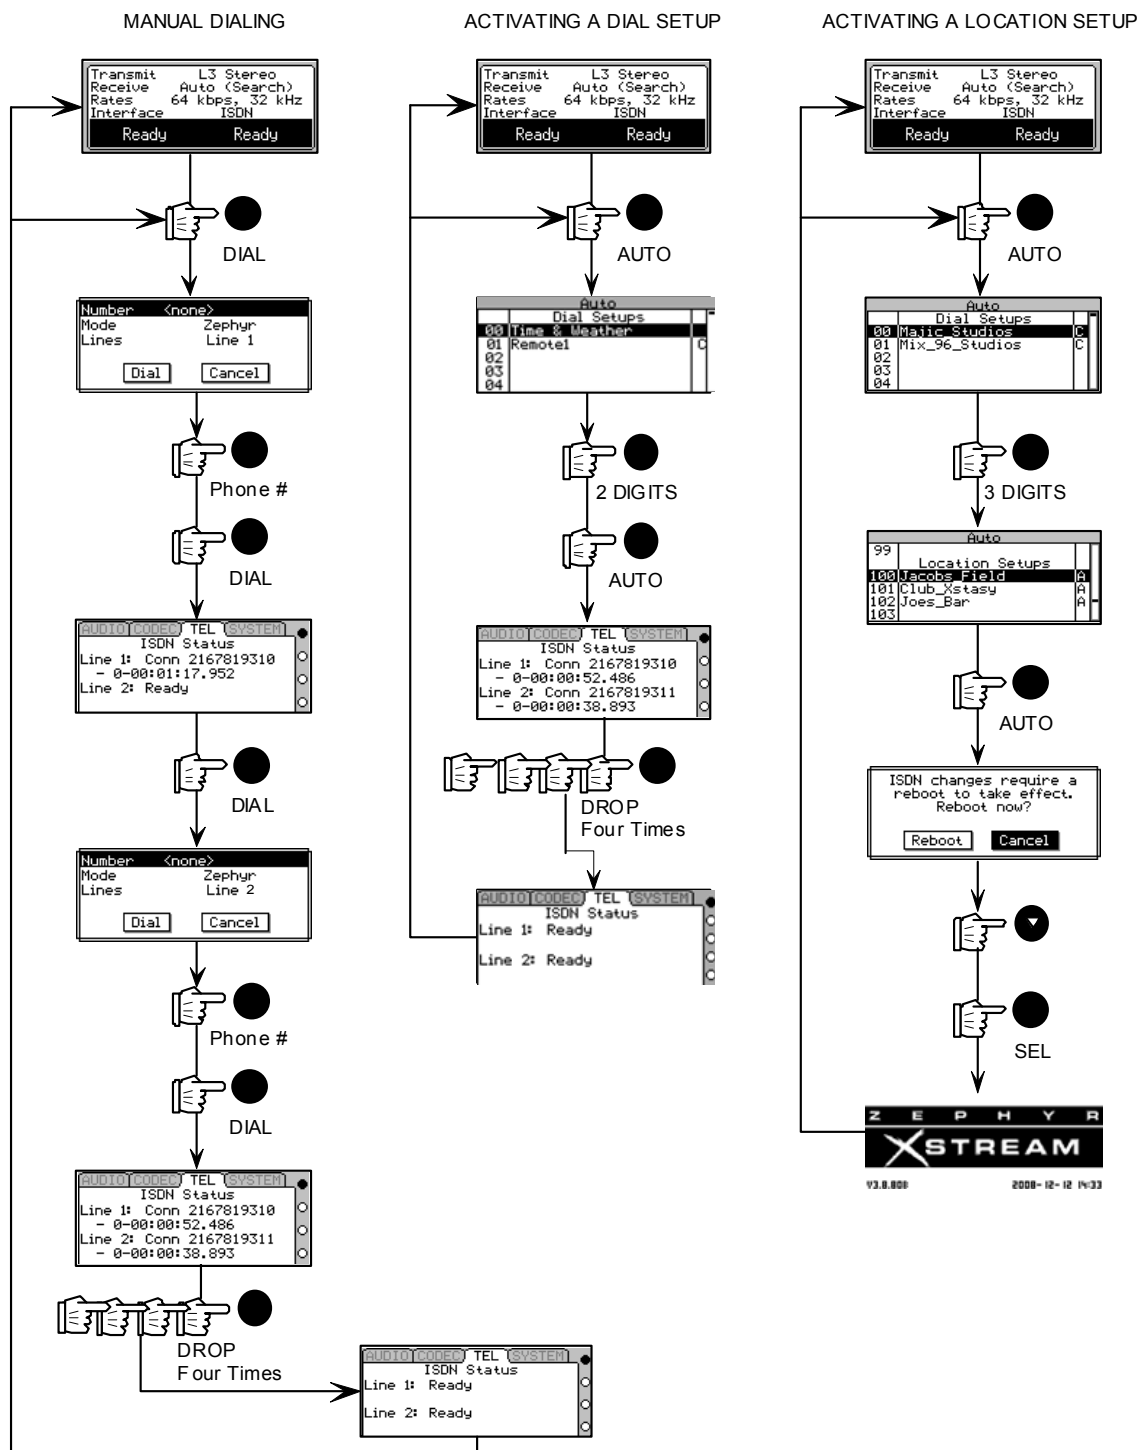 MANUAL DIALING
Transmit L3 Stereo
Receive Auto (Search)
Rates 64 kbps, 32 kHz
Interface ISDN
Ready Ready
DIAL
Number <none>
Mode Zephyr
Lines Line 1
Dial Cancel
Phone #
DIAL
AUDIO CODEC TEL SYSTEM
ISDN Status
Line 1: Conn 2167819310
- 0-00:01:17.952
Line 2: Ready
DIAL
Number <none>
Mode Zephyr
Lines Line 2
Dial Cancel
Phone #
DIAL
AUDIO CODEC TEL SYSTEM
ISDN Status
Line 1: Conn 2167819310
- 0-00:00:52.486
Line 2: Conn 2167819311
- 0-00:00:38.893
DROP
Four Times
AUDIO CODEC TEL SYSTEM
ISDN Status
Line 1: Ready
Line 2: Ready
ACTIVATING A DIAL SETUP
Transmit L3 Stereo
Receive Auto (Search)
Rates 64 kbps, 32 kHz
Interface ISDN
Ready Ready
AUTO
Auto
Dial Setups
00 Time & Weather
01 Remote1 C
02
03
04
2 DIGITS
AUTO
AUDIO CODEC TEL SYSTEM
ISDN Status
Line 1: Conn 2167819310
- 0-00:00:52.486
Line 2: Conn 2167819311
- 0-00:00:38.893
DROP
Four Times
AUDIO CODEC TEL SYSTEM
ISDN Status
Line 1: Ready
Line 2: Ready
ACTIVATING A LOCATION SETUP
Transmit L3 Stereo
Receive Auto (Search)
Rates 64 kbps, 32 kHz
Interface ISDN
Ready Ready
AUTO
Auto
Dial Setups
00 Majic_Studios C
01 Mix_96_Studios C
02
03
04
3 DIGITS
Auto
99
Location Setups
100 Jacobs_Field A
101 Club_Xstasy A
102 Joes_Bar A
103
AUTO
ISDN changes require a
reboot to take effect.
Reboot now?
Reboot Cancel
SEL
ZEPHYR
XSTREAM
V3.8.80B 2008-12-12 14:33